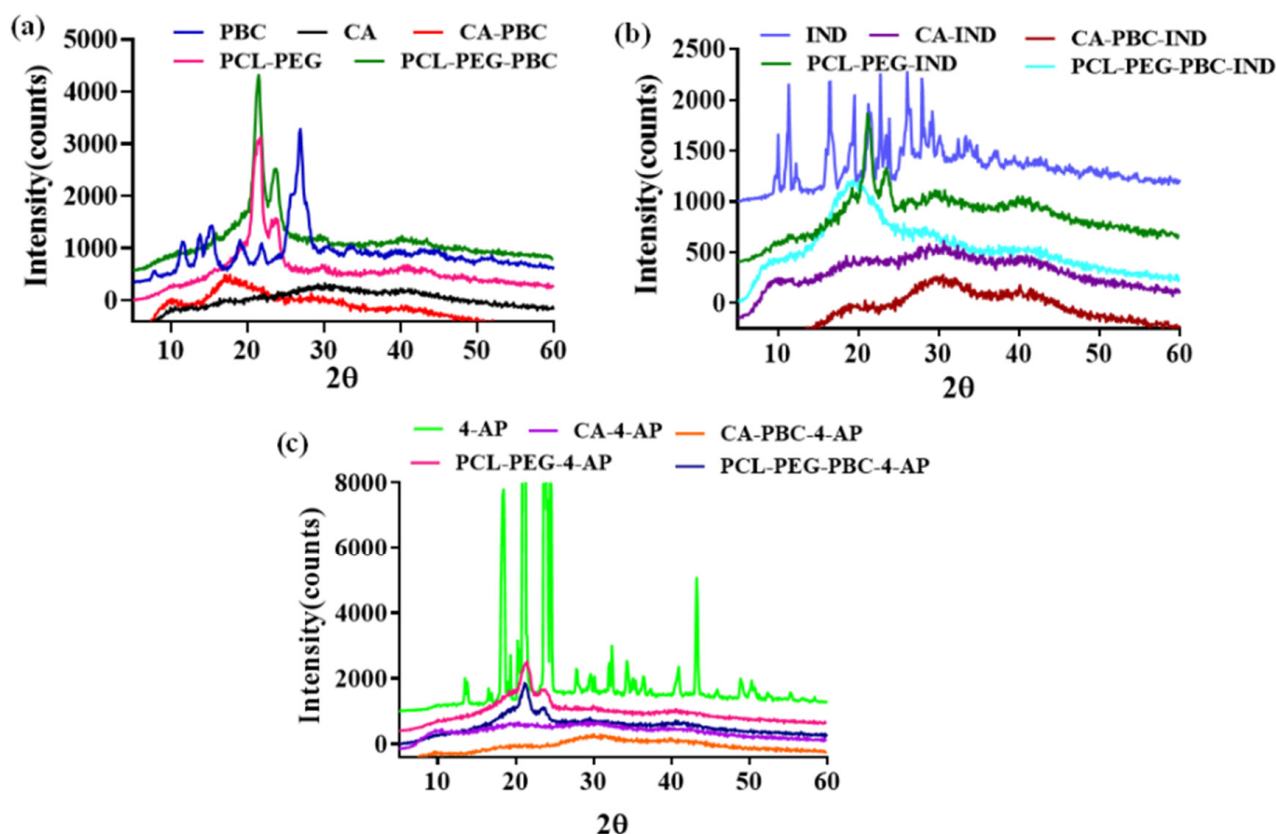 (a)
PBC CA CA-PBC
PCL-PEG PCL-PEG-PBC
Intensity(counts)
5000
4000
3000
2000
1000
0
10 20 30 40 50 60
2θ
(b)
IND CA-IND CA-PBC-IND
PCL-PEG-IND PCL-PEG-PBC-IND
Intensity(counts)
2500
2000
1500
1000
500
0
10 20 30 40 50 60
2θ
(c)
4-AP CA-4-AP CA-PBC-4-AP
PCL-PEG-4-AP PCL-PEG-PBC-4-AP
Intensity(counts)
8000
6000
4000
2000
0
10 20 30 40 50 60
2θ